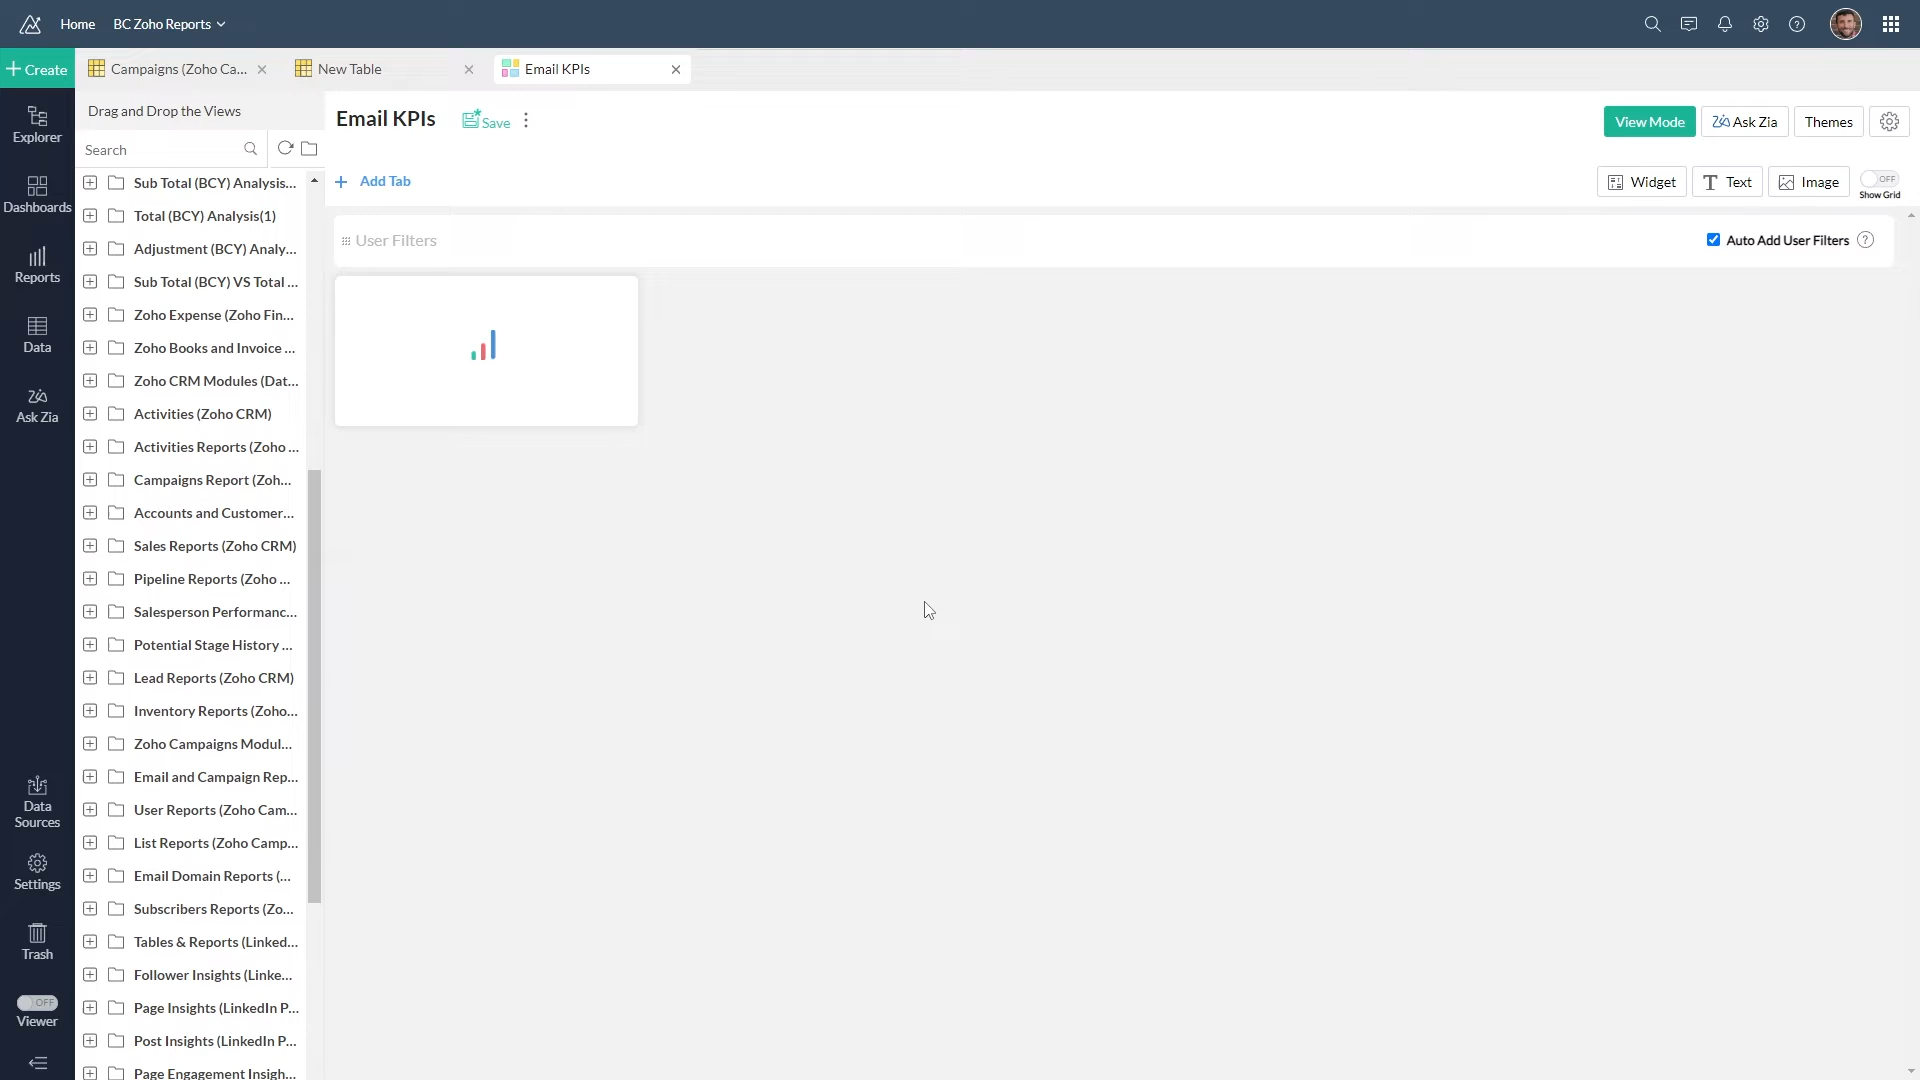 Home BC Zoho Reports
Create
Campaigns (Zoho Ca...
New Table
Email KPIs
Explorer
Dashboards
Reports
Data
Ask Zia
Data
Sources
Settings
Trash
OFF
Viewer
Drag and Drop the Views
Search
Sub Total (BCY) Analysis...
Total (BCY) Analysis(1)
Adjustment (BCY) Analy...
Sub Total (BCY) VS Total ...
Zoho Expense (Zoho Fin...
Zoho Books and Invoice ...
Zoho CRM Modules (Dat...
Activities (Zoho CRM)
Activities Reports (Zoho ...
Campaigns Report (Zoh...
Accounts and Customer...
Sales Reports (Zoho CRM)
Pipeline Reports (Zoho ...
Salesperson Performanc...
Potential Stage History ...
Lead Reports (Zoho CRM)
Inventory Reports (Zoho...
Zoho Campaigns Modul...
Email and Campaign Rep...
User Reports (Zoho Cam...
List Reports (Zoho Camp...
Email Domain Reports (...
Subscribers Reports (Zo...
Tables & Reports (Linked...
Follower Insights (Linke...
Page Insights (LinkedIn P...
Post Insights (LinkedIn P...
Page Engagement Insigh...
Email KPIs
Save
View Mode
Ask Zia
Themes
Add Tab
Widget
Text
Image
OFF
Show Grid
User Filters
Auto Add User Filters